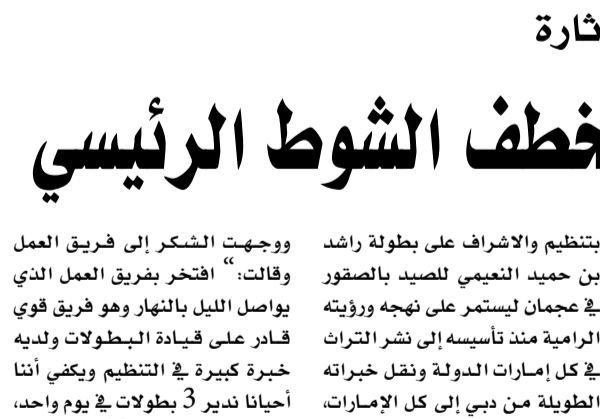 ثارة
خطف الشوط الرئيسي
بتنظيم والاشراف على بطولة راشد
بن حميد النعيمي للصيد بالصقور
في عجمان ليستمر على نهجه ورؤيته
الرامية منذ تأسيسه إلى نشر التراث
في كل إمارات الدولة ونقل خبراته
الطويلة من دبي إلى كل الإمارات،
ووجهت الشكر إلى فريق العمل
وقالت: “ افتخر بفريق العمل الذي
يواصل الليل بالنهار وهو فريق قوي
قادر على قيادة البطولات ولديه
خبرة كبيرة في التنظيم ويكفي أننا
أحيانا ندير 3 بطولات في يوم واحد،